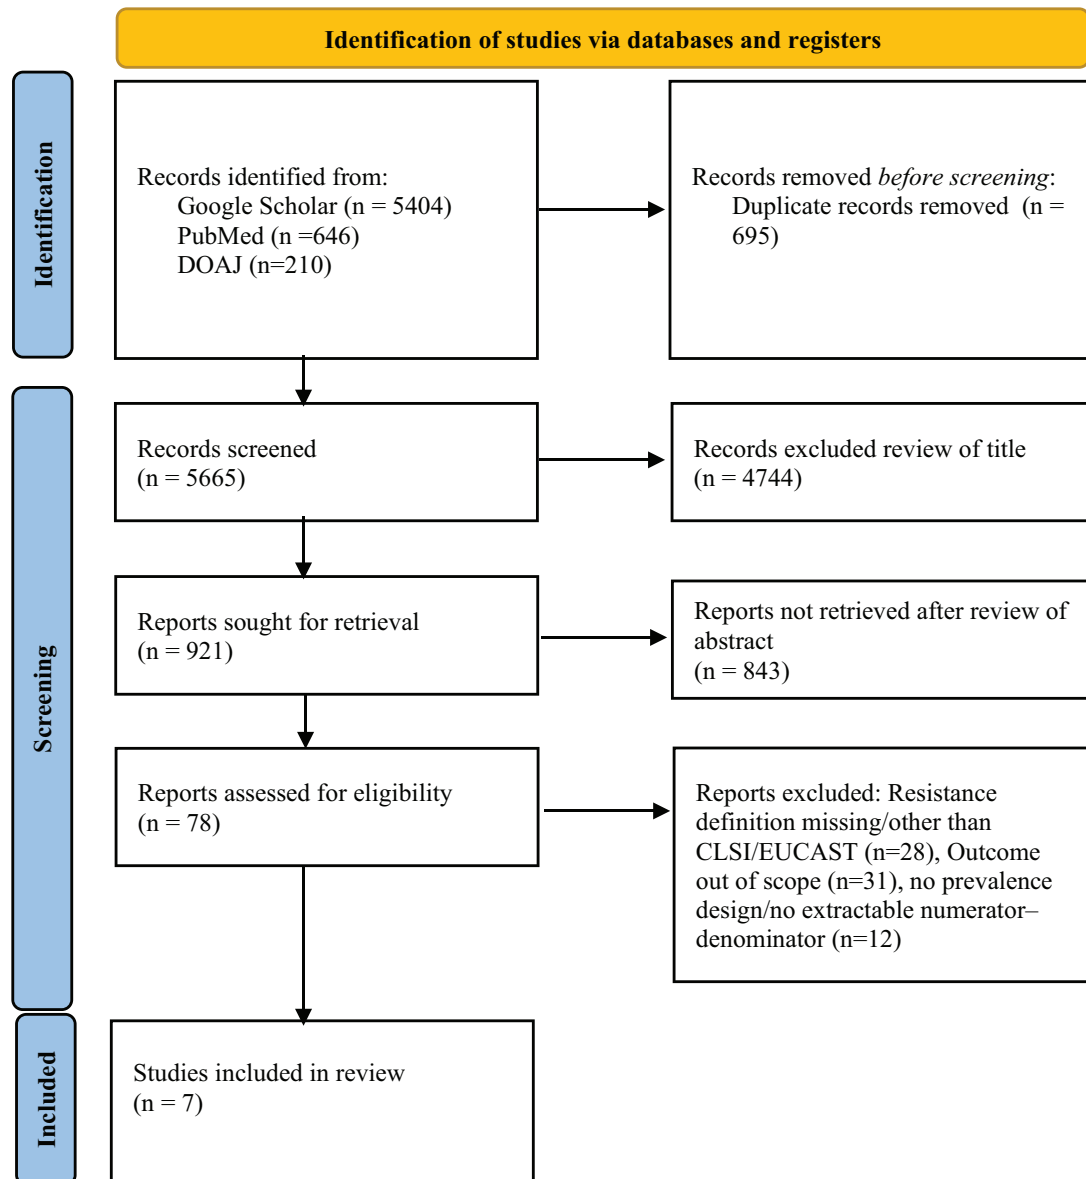 Identification of studies via databases and registers
Identification
Records identified from:
Google Scholar (n = 5404)
PubMed (n =646)
DOAJ (n=210)
Records removed before screening:
Duplicate records removed (n =
695)
Screening
Records screened
(n = 5665)
Records excluded review of title
(n = 4744)
Reports sought for retrieval
(n = 921)
Reports not retrieved after review of
abstract
(n = 843)
Reports assessed for eligibility
(n = 78)
Reports excluded: Resistance
definition missing/other than
CLSI/EUCAST (n=28), Outcome
out of scope (n=31), no prevalence
design/no extractable numerator–
denominator (n=12)
Included
Studies included in review
(n = 7)